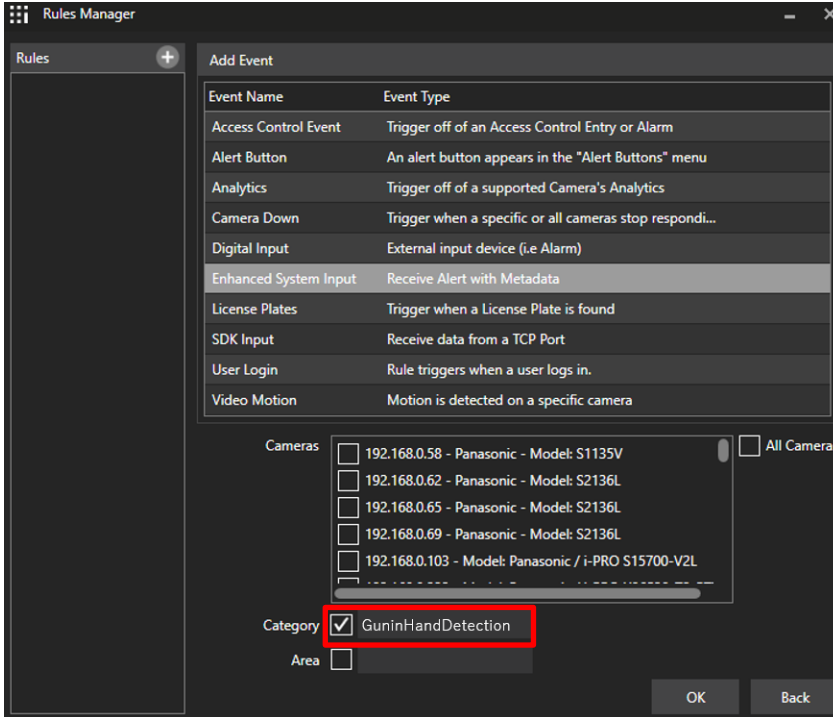 Rules Manager
Rules
Add Event
Event Name Event Type
Access Control Event Trigger off of an Access Control Entry or Alarm
Alert Button An alert button appears in the "Alert Buttons" menu
Analytics Trigger off of a supported Camera's Analytics
Camera Down Trigger when a specific or all cameras stop respondi...
Digital Input External input device (i.e Alarm)
Enhanced System Input Receive Alert with Metadata
License Plates Trigger when a License Plate is found
SDK Input Receive data from a TCP Port
User Login Rule triggers when a user logs in.
Video Motion Motion is detected on a specific camera
Cameras
192.168.0.58 - Panasonic - Model: S1135V
All Camera
192.168.0.62 - Panasonic - Model: S2136L
192.168.0.65 - Panasonic - Model: S2136L
192.168.0.69 - Panasonic - Model: S2136L
192.168.0.103 - Model: Panasonic / i-PRO S15700-V2L
Category GuninHandDetection
Area
OK Back